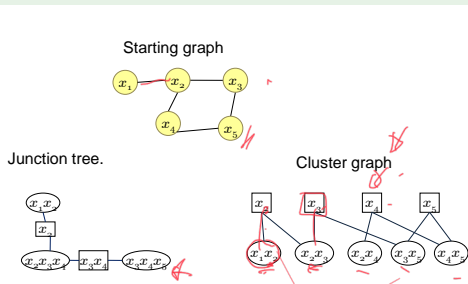 Starting graph
x₁ x₂ x₃
x₄ x₅
Junction tree.
Cluster graph
x₁x₂
x₂
x₂x₃x₄ x₃x₄ x₃x₄x₅
x₂ x₃ x₄ x₅
x₁x₂ x₂x₃ x₂x₄ x₃x₅ x₄x₅